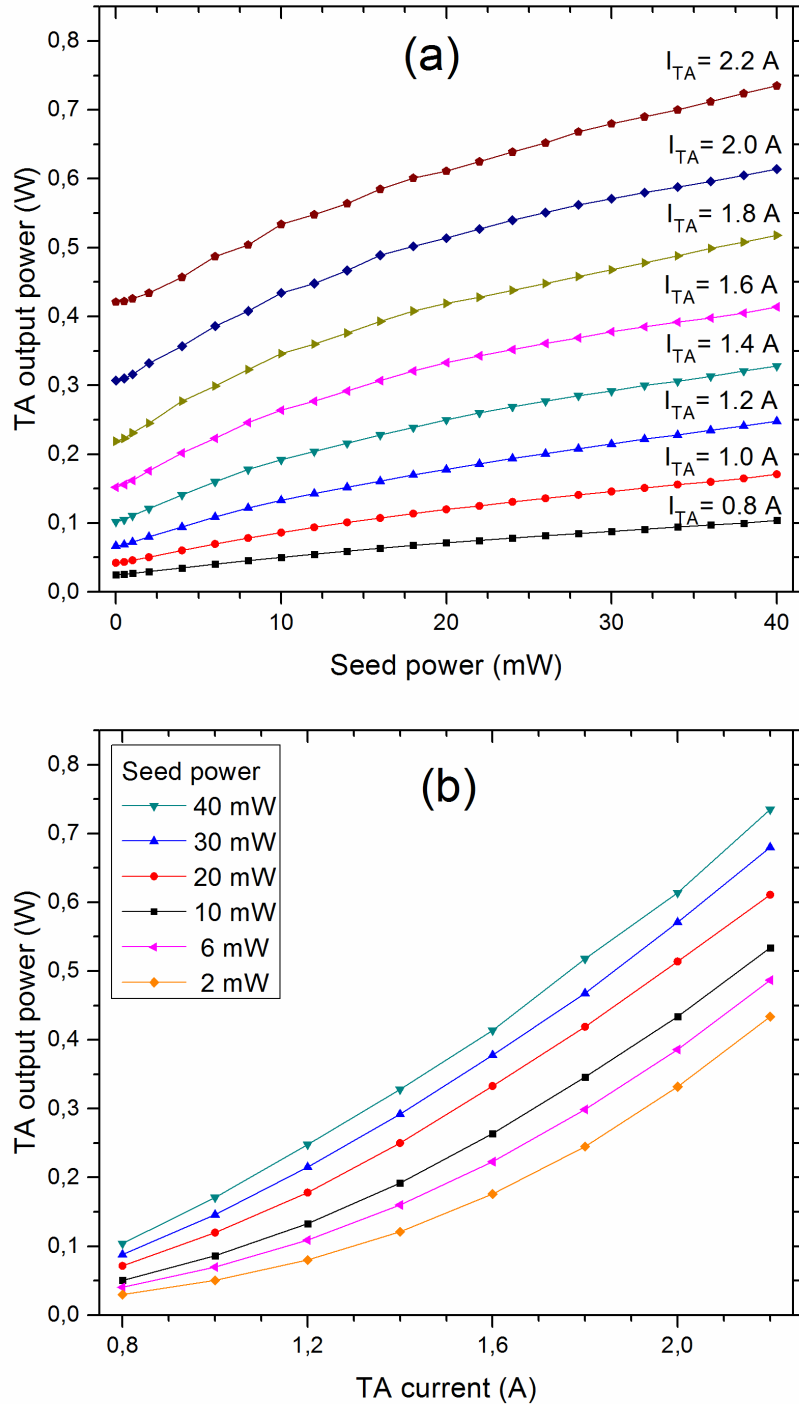 (a)
TA output power (W)
0,8
0,7
0,6
0,5
0,4
0,3
0,2
0,1
0,0
I_TA= 2.2 A
I_TA= 2.0 A
I_TA= 1.8 A
I_TA= 1.6 A
I_TA= 1.4 A
I_TA= 1.2 A
I_TA= 1.0 A
I_TA= 0.8 A
0 10 20 30 40
Seed power (mW)
(b)
TA output power (W)
0,8
0,7
0,6
0,5
0,4
0,3
0,2
0,1
0,0
Seed power
40 mW
30 mW
20 mW
10 mW
6 mW
2 mW
0,8 1,2 1,6 2,0
TA current (A)